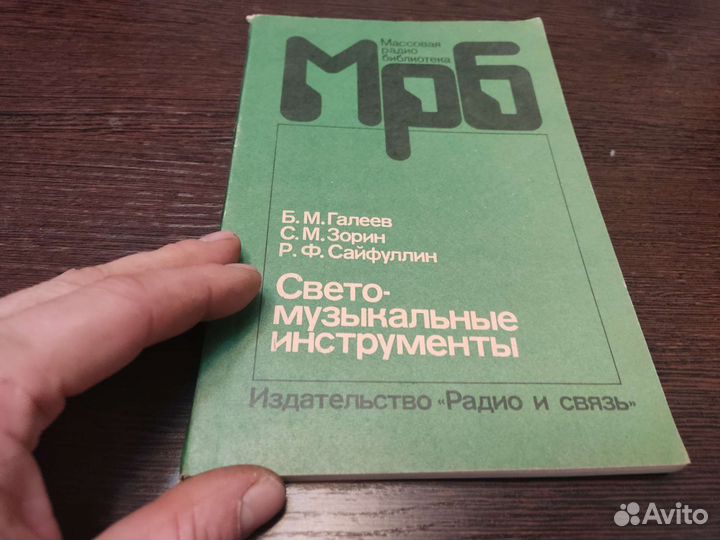 Массовая
радио
библиотека
Мрб
Б. М. Галеев
С. М. Зорин
Р. Ф. Сайфуллин
Свето-
музыкальные
инструменты
Издательство «Радио и связь»
Avito